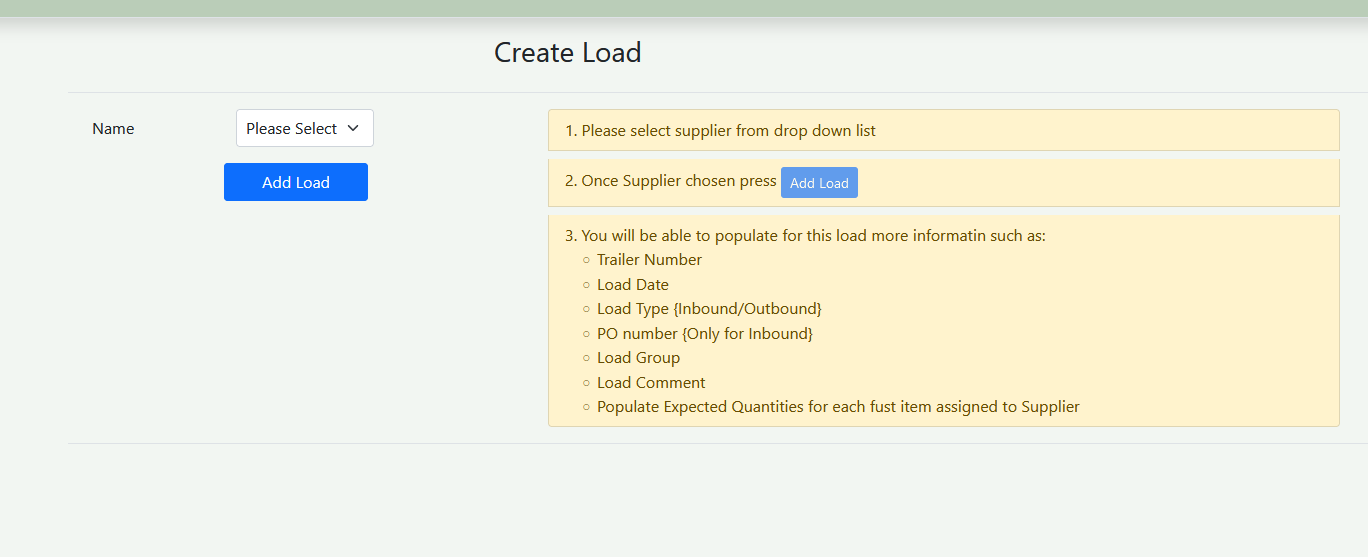 Create Load
Name
Please Select
Add Load
1. Please select supplier from drop down list
2. Once Supplier chosen press Add Load
3. You will be able to populate for this load more informatin such as:
○ Trailer Number
○ Load Date
○ Load Type {Inbound/Outbound}
○ PO number {Only for Inbound}
○ Load Group
○ Load Comment
○ Populate Expected Quantities for each fust item assigned to Supplier